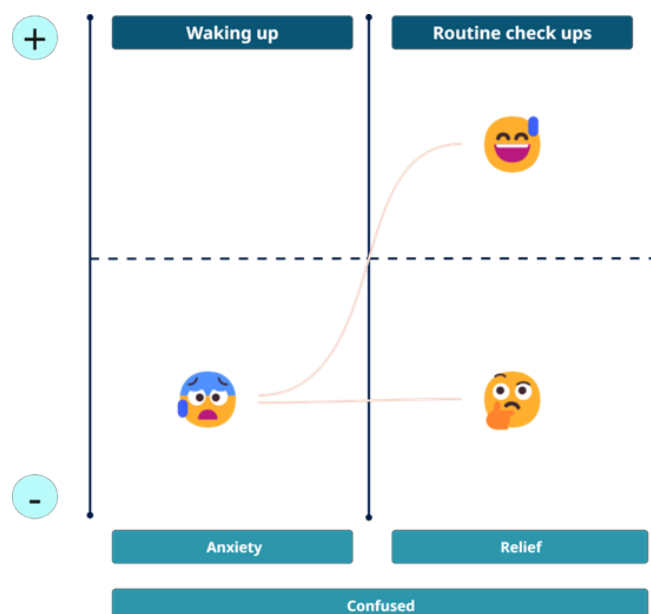 +
Waking up
Routine check ups
-
Anxiety
Relief
Confused